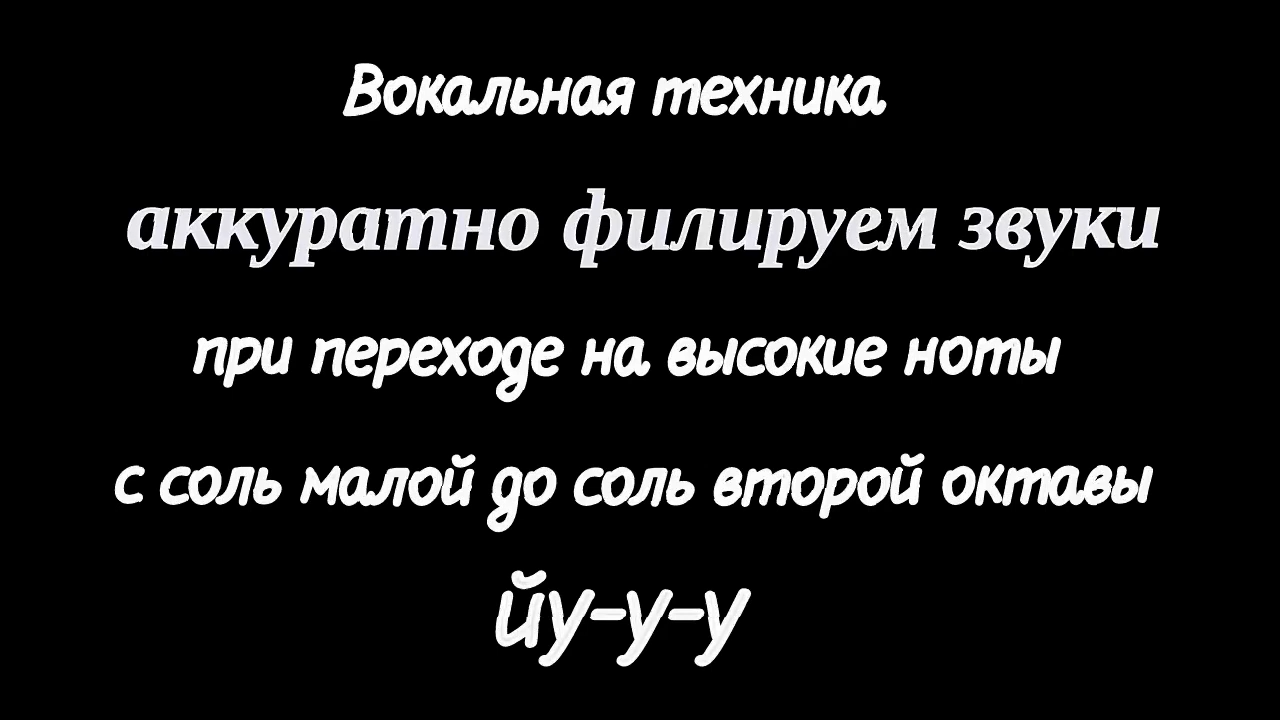 Вокальная техника
аккуратно филируем звуки
при переходе на высокие ноты
с соль малой до соль второй октавы
йу-у-у